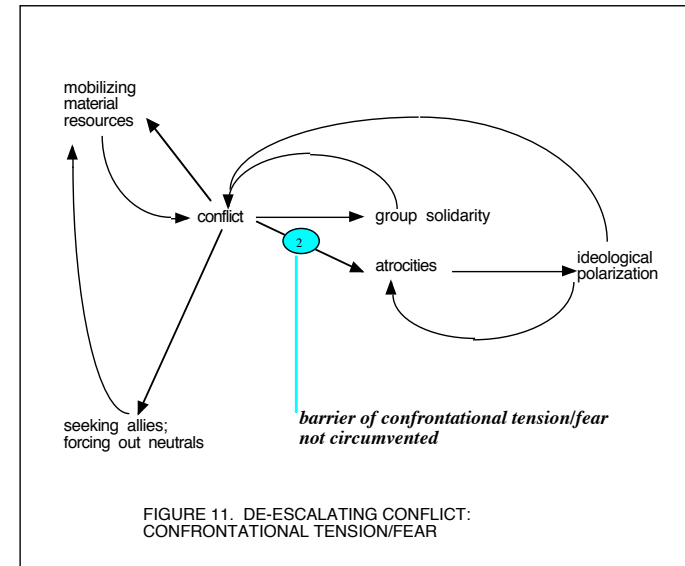 mobilizing
material
resources
conflict
group solidarity
2
atrocities
ideological
polarization
seeking allies;
forcing out neutrals
barrier of confrontational tension/fear
not circumvented
FIGURE 11. DE-ESCALATING CONFLICT:
CONFRONTATIONAL TENSION/FEAR